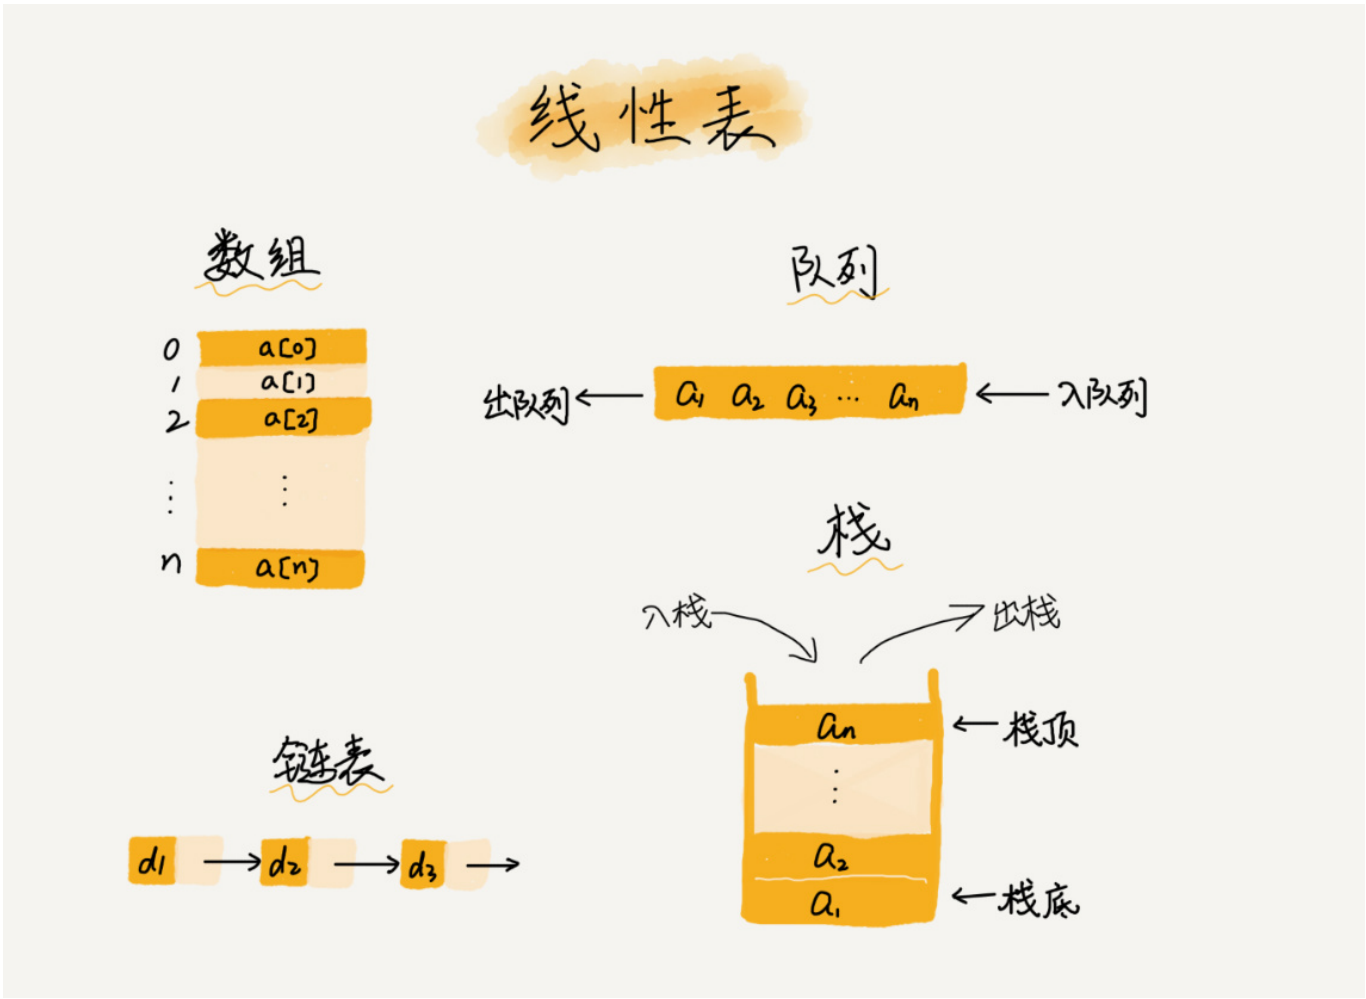 线性表
数组
0 a[0]
1 a[1]
2 a[2]
⋮ ⋮
n a[n]
链表
d1 → d2 → d3 →
队列
出队列 ← a₁ a₂ a₃ … aₙ ← 入队列
栈
入栈 出栈
aₙ ← 栈顶
⋮
a₂
a₁ ← 栈底